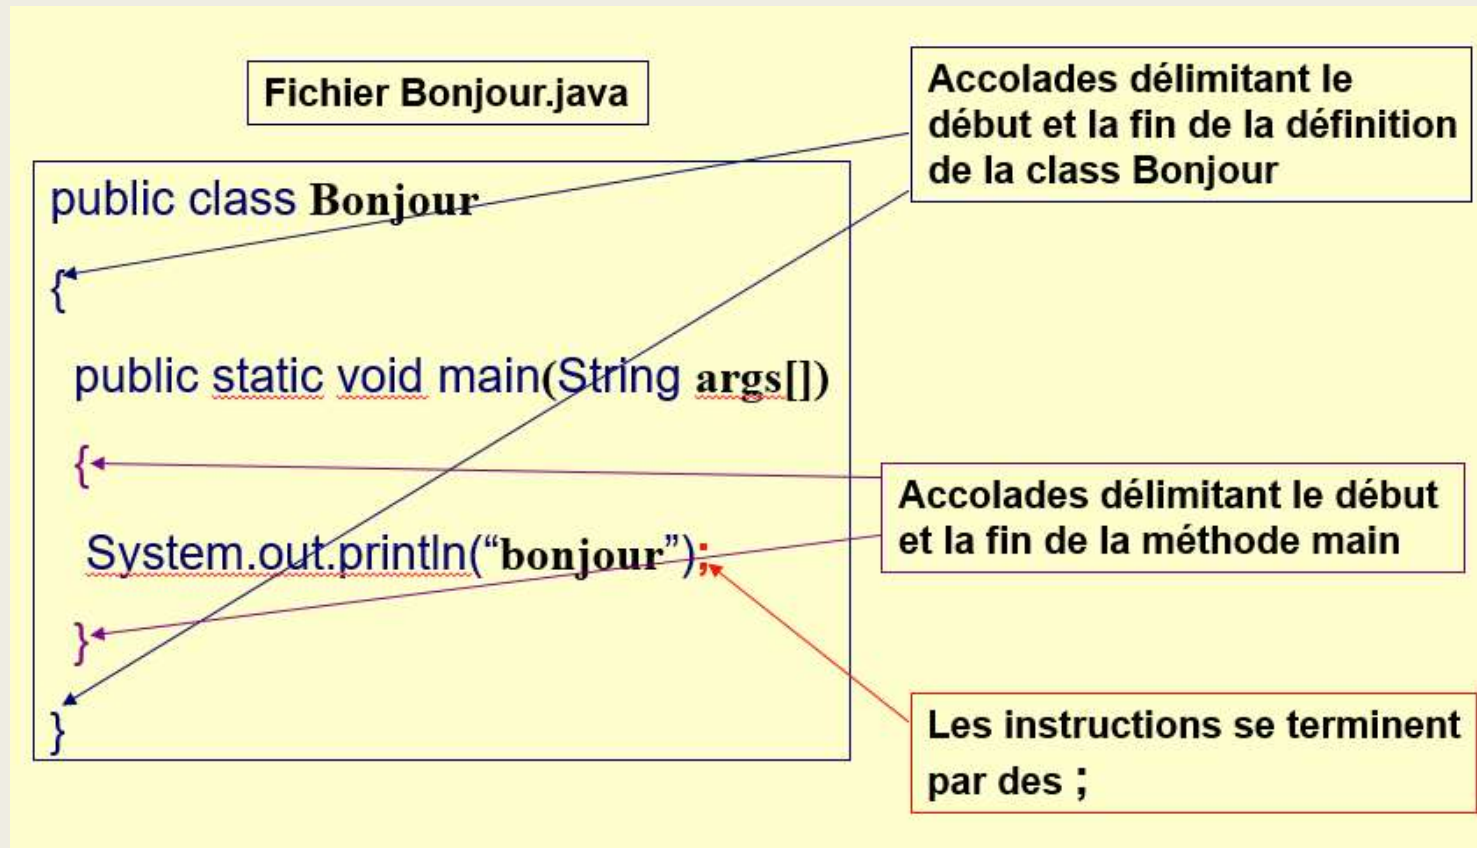 Fichier Bonjour.java
public class Bonjour
{
public static void main(String args[])
{
System.out.println(“bonjour”);
}
}
Accolades délimitant le
début et la fin de la définition
de la class Bonjour
Accolades délimitant le début
et la fin de la méthode main
Les instructions se terminent
par des ;